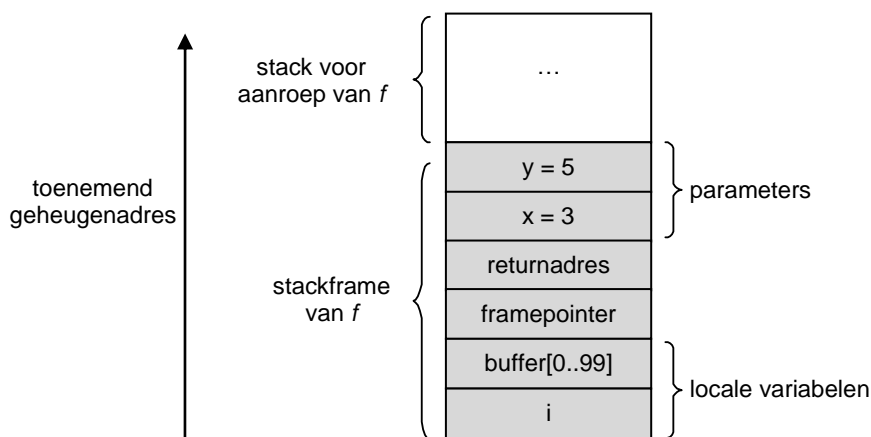 stack voor
aanroep van f
…
toenemend
geheugenadres
stackframe
van f
y = 5
x = 3
returnadres
framepointer
buffer[0..99]
i
parameters
locale variabelen